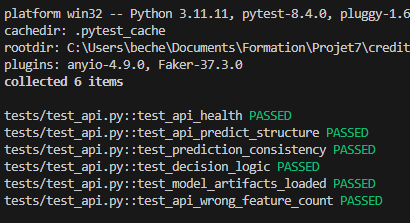 platform win32 -- Python 3.11.11, pytest-8.4.0, pluggy-1.6
cachedir: .pytest_cache
rootdir: C:\Users\beche\Documents\Formation\Projet7\credit
plugins: anyio-4.9.0, Faker-37.3.0
collected 6 items
tests/test_api.py::test_api_health PASSED
tests/test_api.py::test_api_predict_structure PASSED
tests/test_api.py::test_prediction_consistency PASSED
tests/test_api.py::test_decision_logic PASSED
tests/test_api.py::test_model_artifacts_loaded PASSED
tests/test_api.py::test_api_wrong_feature_count PASSED